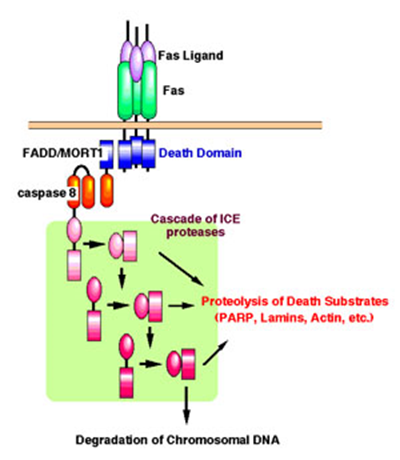 Fas Ligand
Fas
FADD/MORT1
Death Domain
caspase 8
Cascade of ICE
proteases
Proteolysis of Death Substrates
(PARP, Lamins, Actin, etc.)
Degradation of Chromosomal DNA